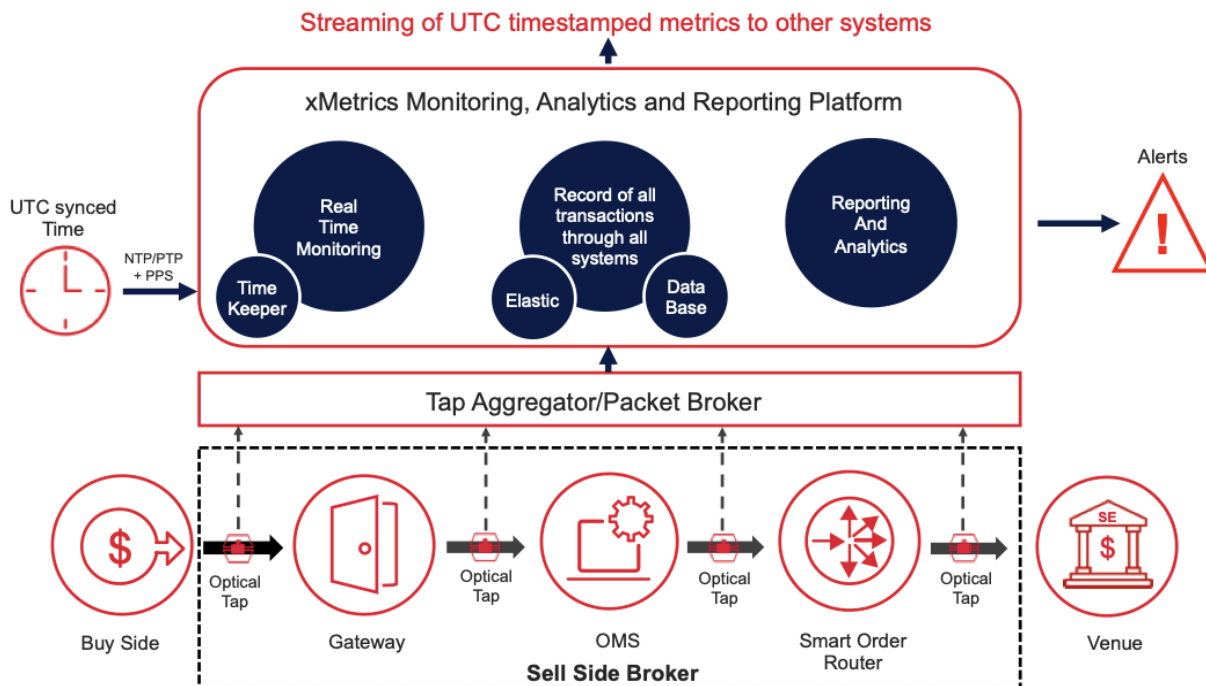 Streaming of UTC timestamped metrics to other systems
xMetrics Monitoring, Analytics and Reporting Platform
Alerts
!
UTC synced
Time
NTP/PTP
+ PPS
Real
Time
Monitoring
Time
Keeper
Record of all
transactions
through all
systems
Elastic
Data
Base
Reporting
And
Analytics
Tap Aggregator/Packet Broker
$
Optical
Tap
Optical
Tap
Optical
Tap
Optical
Tap
SE
$
Buy Side
Gateway
OMS
Smart Order
Router
Venue
Sell Side Broker